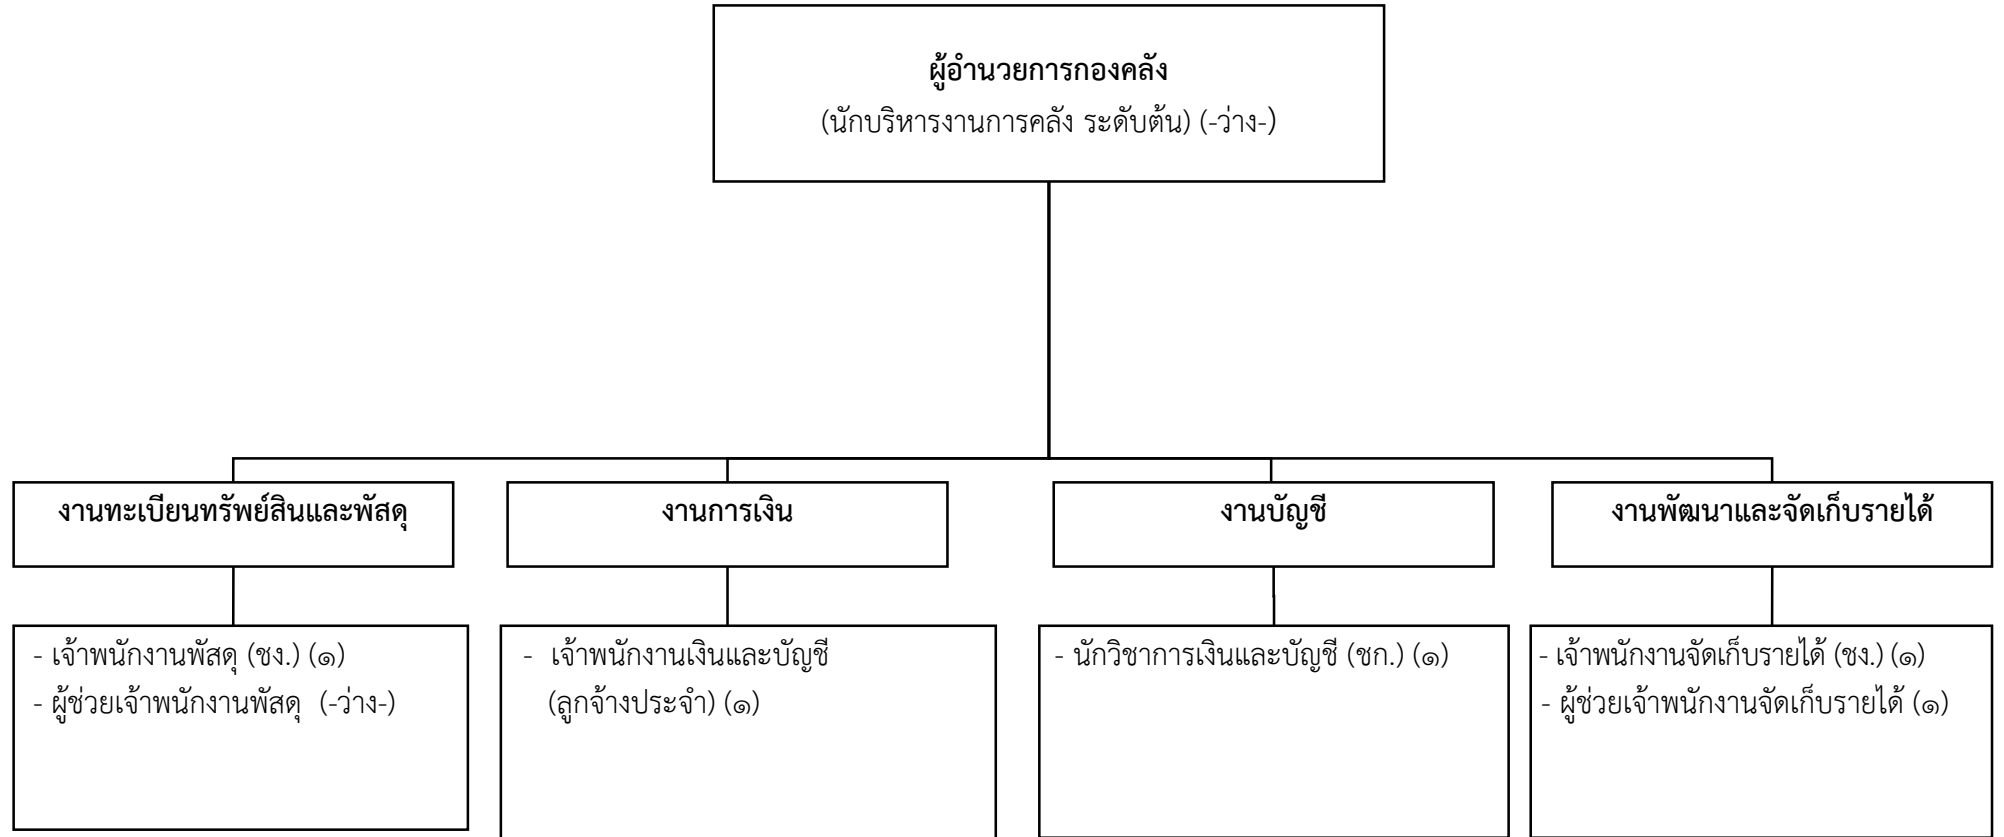 ผู้อำนวยการกองคลัง
(นักบริหารงานการคลัง ระดับต้น) (-ว่าง-)
งานทะเบียนทรัพย์สินและพัสดุ
งานการเงิน
งานบัญชี
งานพัฒนาและจัดเก็บรายได้
- เจ้าพนักงานพัสดุ (ชง.) (๑)
- ผู้ช่วยเจ้าพนักงานพัสดุ (-ว่าง-)
- เจ้าพนักงานเงินและบัญชี
(ลูกจ้างประจำ) (๑)
- นักวิชาการเงินและบัญชี (ชก.) (๑)
- เจ้าพนักงานจัดเก็บรายได้ (ชง.) (๑)
- ผู้ช่วยเจ้าพนักงานจัดเก็บรายได้ (๑)